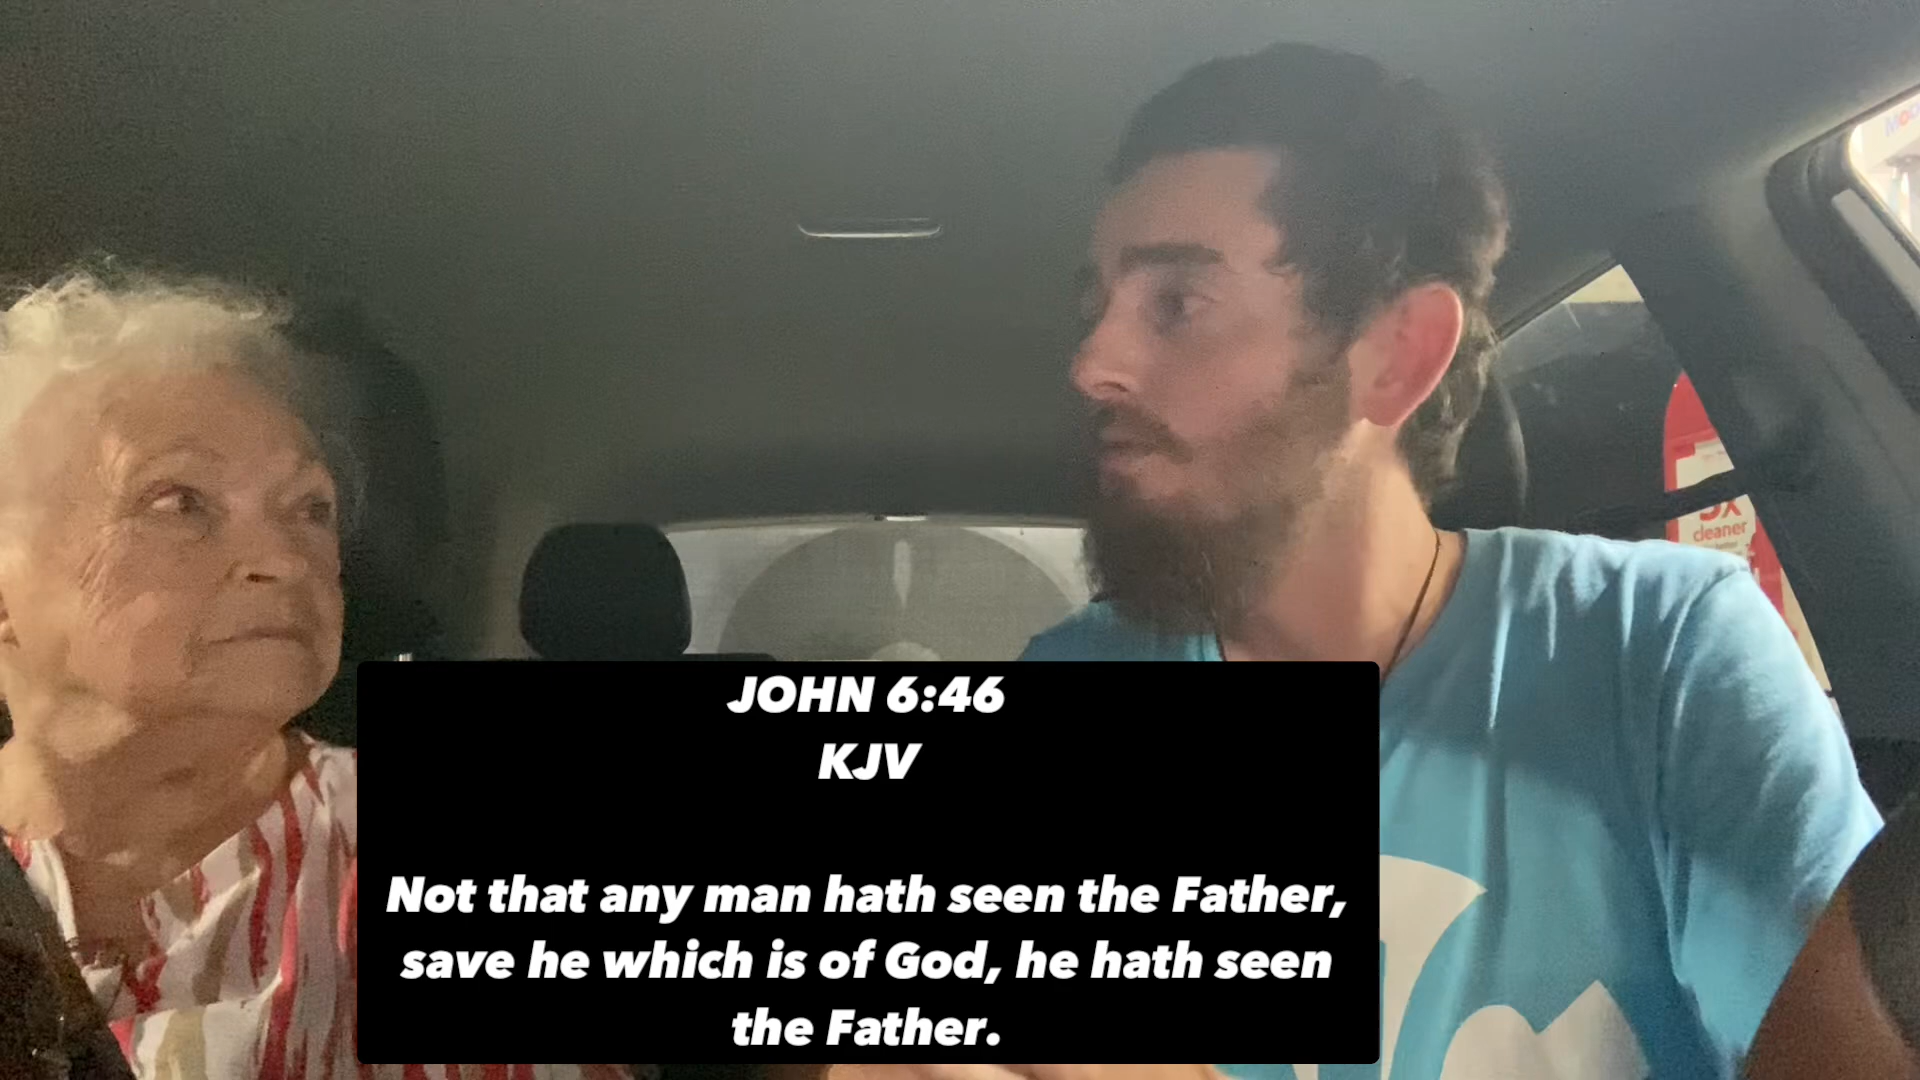 JOHN 6:46
KJV
Not that any man hath seen the Father,
save he which is of God, he hath seen
the Father.
cleaner